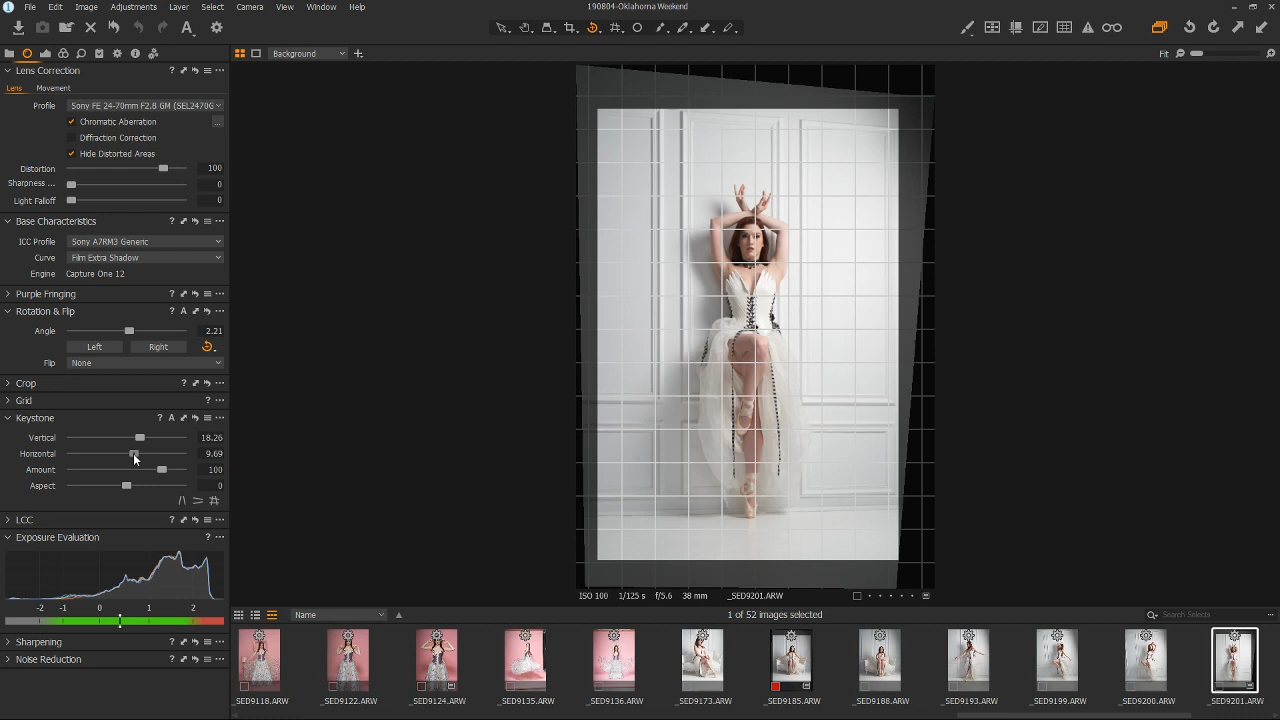 File Edit Image Adjustments Layer Select Camera View Window Help
190804-Oklahoma Weekend
Background
Fit
Lens Correction
Lens Movement
Profile Sony FE 24-70mm F2.8 GM (SEL2470G
Chromatic Aberration ...
Diffraction Correction
Hide Distorted Areas
Distortion 100
Sharpness ... 0
Light Falloff 0
Base Characteristics
ICC Profile Sony A7RM3 Generic
Curve Film Extra Shadow
Engine Capture One 12
Purple Fringing
Rotation & Flip
Angle 2.21
Left Right
Flip None
Crop
Grid
Keystone
Vertical 18.26
Horizontal 9.69
Amount 100
Aspect 0
LCC
Exposure Evaluation
-2 -1 0 1 2
Sharpening
Noise Reduction
ISO 100 1/125 s f/5.6 38 mm _SED9201.ARW
Name
1 of 52 images selected
Search Selects
_SED9118.ARW _SED9122.ARW _SED9124.ARW _SED9130.ARW _SED9136.ARW _SED9173.ARW _SED9185.ARW _SED9188.ARW _SED9193.ARW _SED9199.ARW _SED9200.ARW _SED9201.ARW